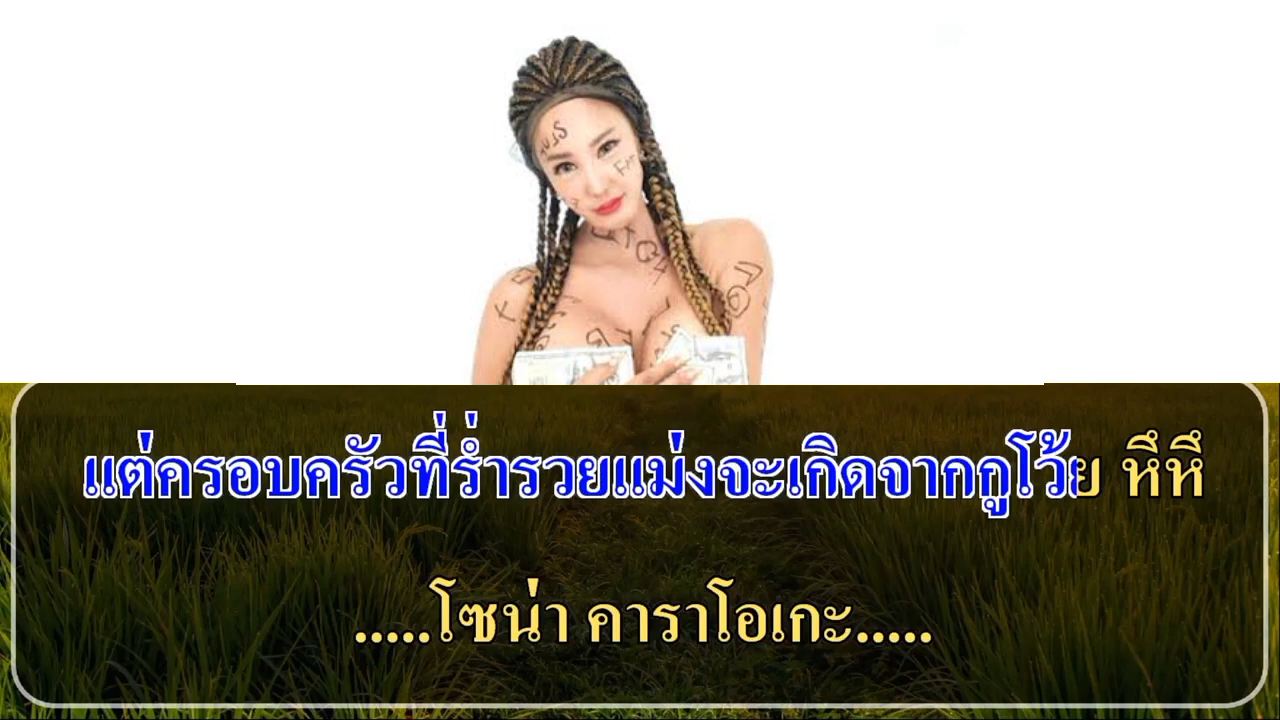 แต่ครอบครัวที่ร่ำรวยแม่งจะเกิดจากกูโว้ย หึหึ
.....โซน่า คาราโอเกะ.....